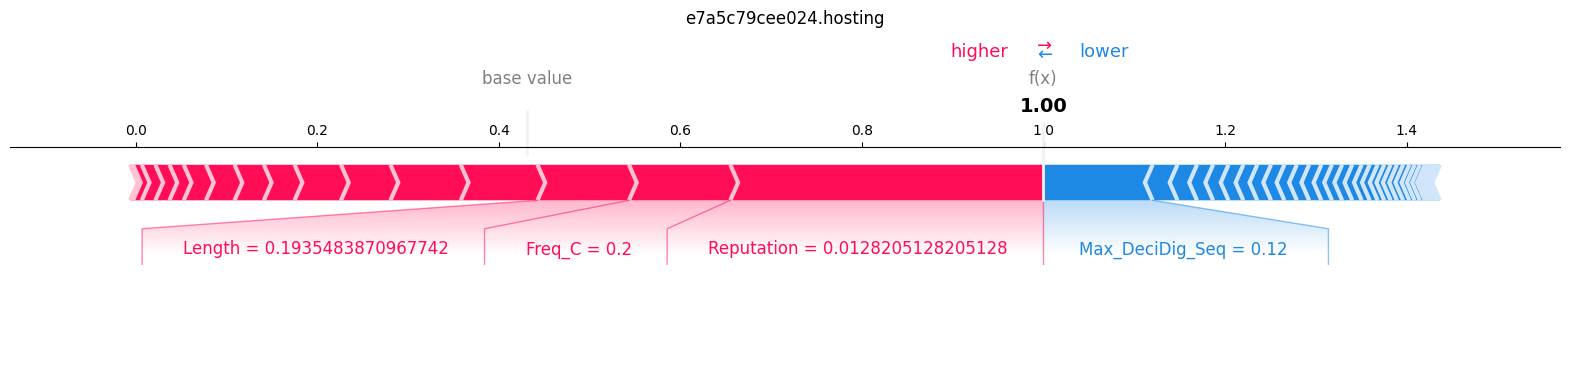 e7a5c79cee024.hosting
higher → ← lower
base value f(x)
1.00
0.0 0.2 0.4 0.6 0.8 1.0 1.2 1.4
Length = 0.1935483870967742 Freq_C = 0.2 Reputation = 0.0128205128205128 Max_DeciDig_Seq = 0.12